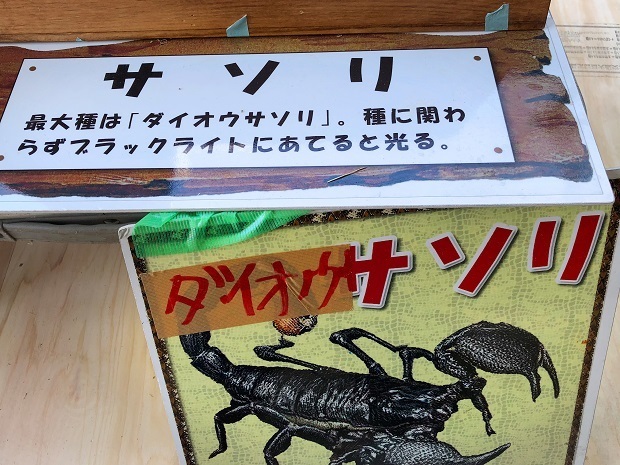 サソリ
最大種は「ダイオウサソリ」。種に関わ
らずブラックライトにあてると光る。
ダイオウサソリ